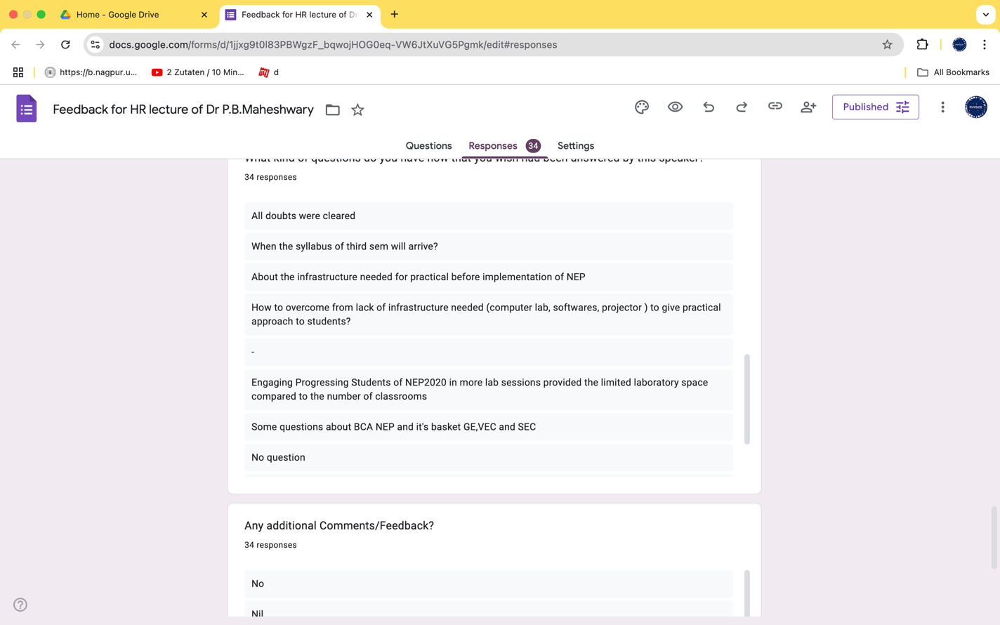 Home - Google Drive
Feedback for HR lecture of Dr
docs.google.com/forms/d/1jjxg9t0l83PBWgzF_bqwojHOG0eq-VW6JtXuVG5Pgmk/edit#responses
https://b.nagpur.u...
2 Zutaten / 10 Min...
my
d
All Bookmarks
Feedback for HR lecture of Dr P.B.Maheshwary
Published
PHYSICS
Questions
Responses 34
Settings
What kind of questions do you have now that you wish had been answered by this speaker?
34 responses
All doubts were cleared
When the syllabus of third sem will arrive?
About the infrastructure needed for practical before implementation of NEP
How to overcome from lack of infrastructure needed (computer lab, softwares, projector ) to give practical
approach to students?
-
Engaging Progressing Students of NEP2020 in more lab sessions provided the limited laboratory space
compared to the number of classrooms
Some questions about BCA NEP and it's basket GE,VEC and SEC
No question
Any additional Comments/Feedback?
34 responses
No
Nil